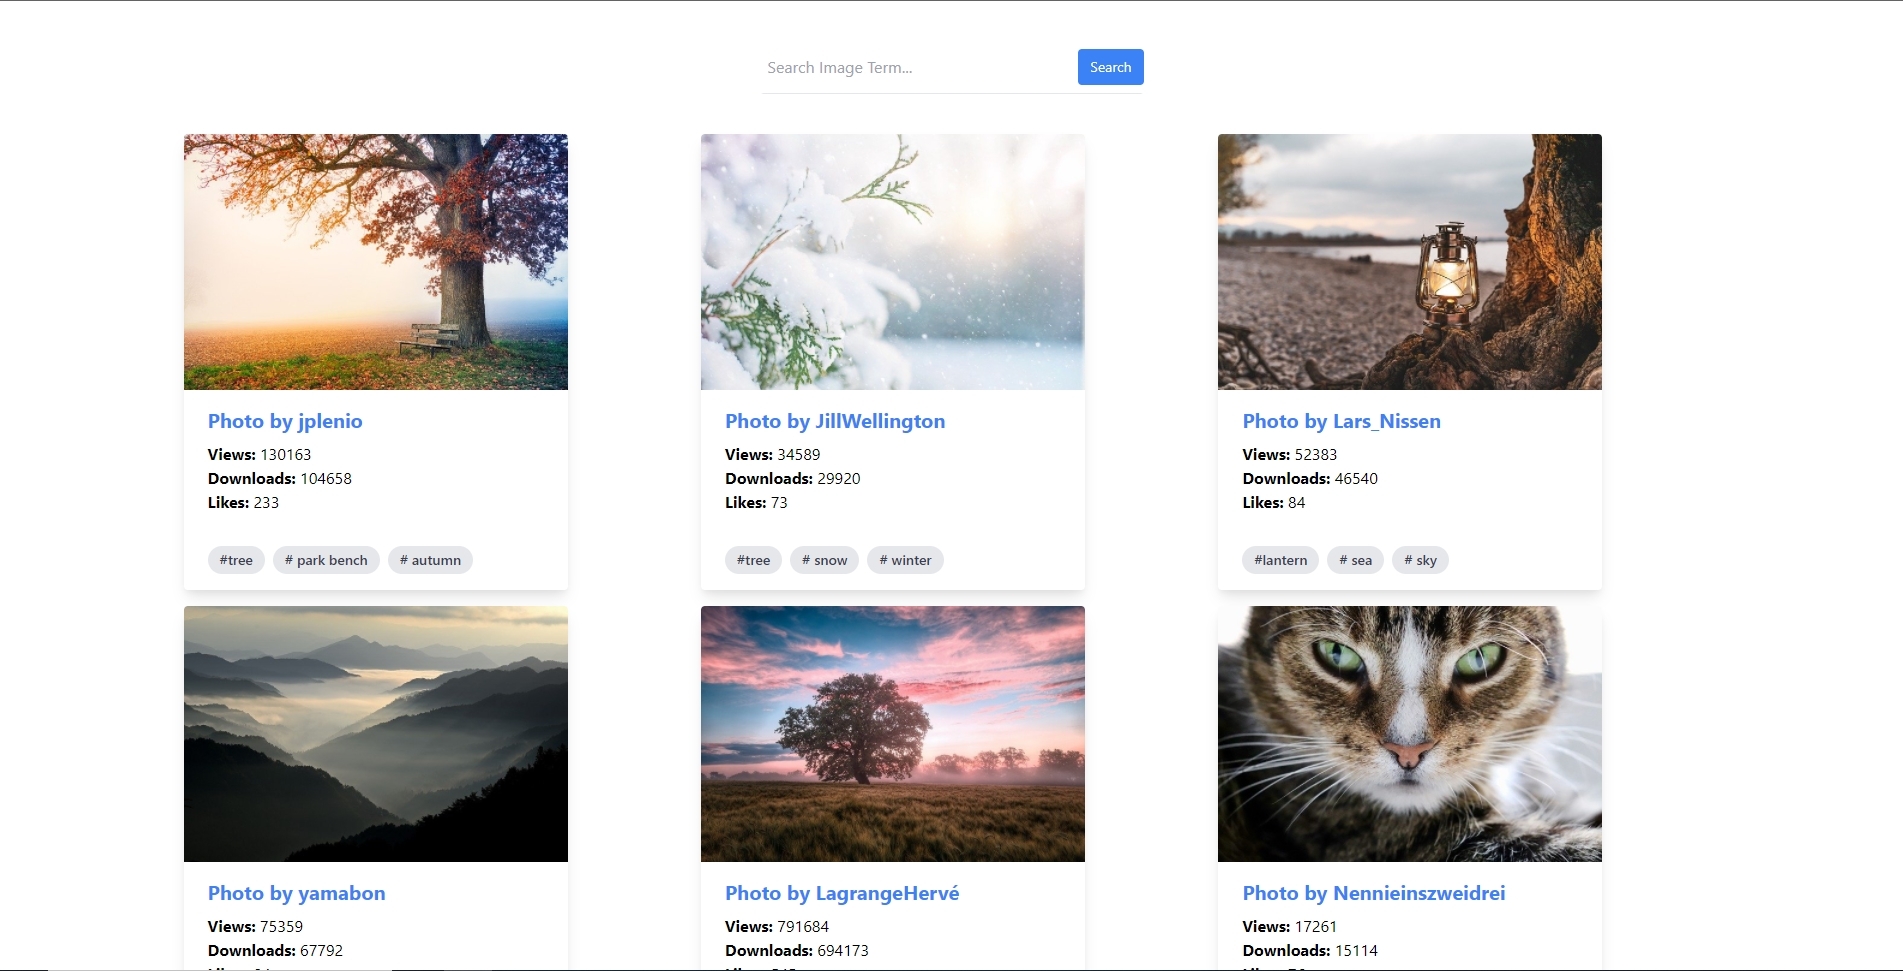 Search Image Term...
Search
Photo by jplenio
Views: 130163
Downloads: 104658
Likes: 233
#tree
# park bench
# autumn
Photo by JillWellington
Views: 34589
Downloads: 29920
Likes: 73
#tree
# snow
# winter
Photo by Lars_Nissen
Views: 52383
Downloads: 46540
Likes: 84
#lantern
# sea
# sky
Photo by yamabon
Views: 75359
Downloads: 67792
Photo by LagrangeHervé
Views: 791684
Downloads: 694173
Photo by Nennieinszweidrei
Views: 17261
Downloads: 15114